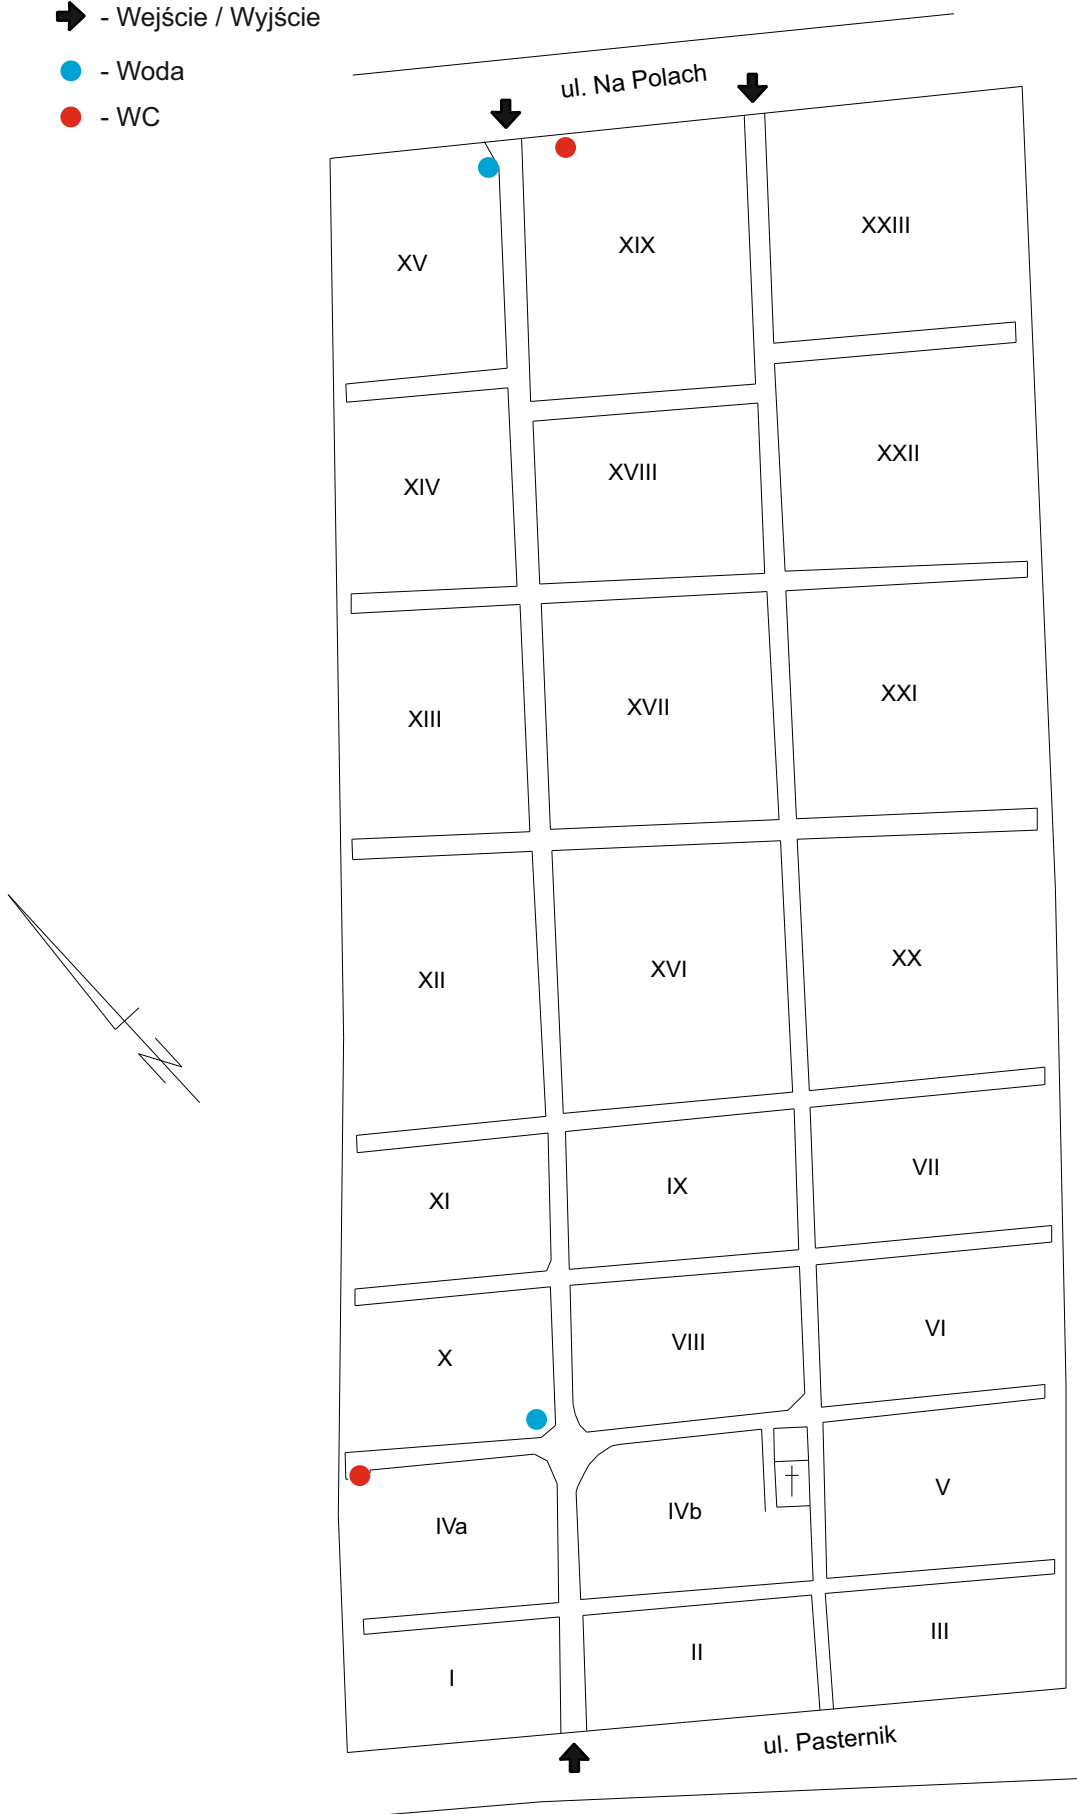 - Wejście / Wyjście
- Woda
- WC
ul. Na Polach
XV
XIX
XXIII
XIV
XVIII
XXII
XIII
XVII
XXI
XII
XVI
XX
N
XI
IX
VII
X
VIII
VI
IVa
IVb
V
I
II
III
ul. Pasternik